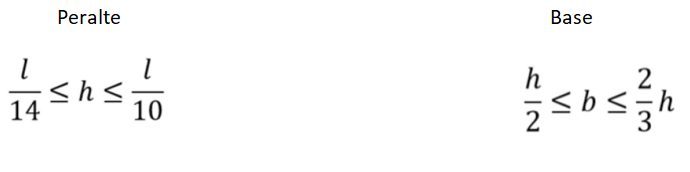 Peralte
l/14 ≤ h ≤ l/10
Base
h/2 ≤ b ≤ 2/3 h